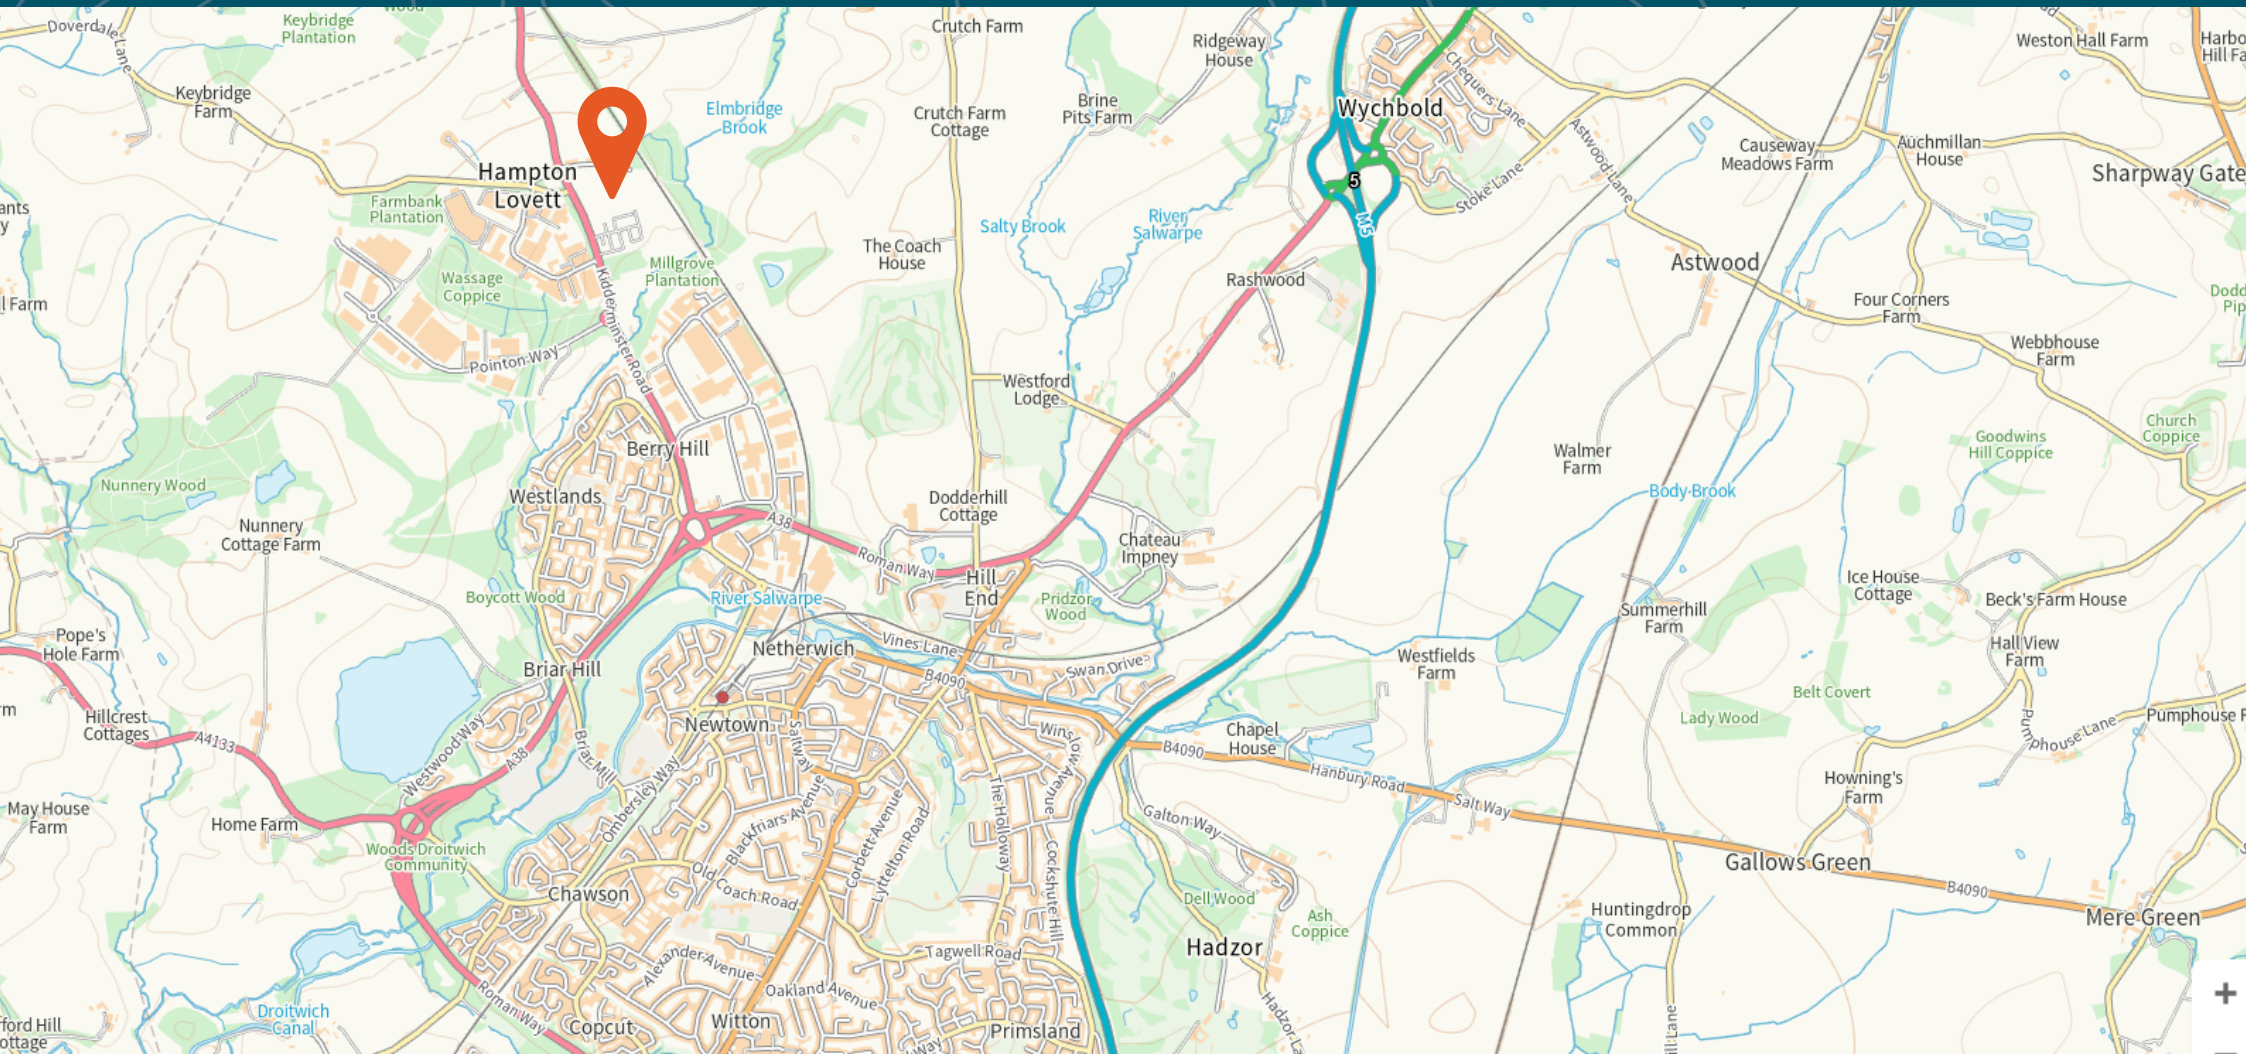 Doverdale Lane
Keybridge
Plantation
Wood
Crutch Farm
Ridgeway
House
Weston Hall Farm
Keybridge
Farm
Elmbridge
Brook
Crutch Farm
Cottage
Brine
Pits Farm
Wychbold
Chequers Lane
Astwood Lane
Causeway
Meadows Farm
Auchmillan
House
Sharpway Gate
Hampton
Lovett
Farmbank
Plantation
5
Stoke Lane
M5
Salty Brook
River
Salwarpe
The Coach
House
Wassage
Coppice
Millgrove
Plantation
Rashwood
Astwood
l Farm
Four Corners
Farm
Kidderminster Road
Pointon Way
Webbhouse
Farm
Westford
Lodge
Church
Coppice
Berry Hill
Walmer
Farm
Goodwins
Hill Coppice
Nunnery Wood
Westlands
Body Brook
Dodderhill
Cottage
A38
Nunnery
Cottage Farm
Chateau
Impney
Roman Way
Hill
End
Ice House
Cottage
Boycott Wood
River Salwarpe
Pridzor
Wood
Summerhill
Farm
Beck's Farm House
Pope's
Hole Farm
Netherwich
Vines Lane
Hall View
Farm
Briar Hill
Swan Drive
Westfields
Farm
B4090
Belt Covert
Lady Wood
Hillcrest
Cottages
Newtown
Saltway
Winslow Avenue
Chapel
House
Pumphouse Lane
A4133
Westwood Way
A38
Briar Mill
Ombersley Way
B4090
Hanbury Road
Salt Way
Howning's
Farm
May House
Farm
Home Farm
The Holloway
Galton Way
Woods Droitwich
Community
Blackfriars Avenue
Corbett Avenue
Lyttelton Road
Cockshute Hill
Gallows Green
B4090
Chawson
Old Coach Road
Dell Wood
Ash
Coppice
Huntingdrop
Common
Mere Green
Hadzor
Tagwell Road
Alexander Avenue
Oakland Avenue
Roman Way
Droitwich
Canal
Copcut
Witton
Primsland
+